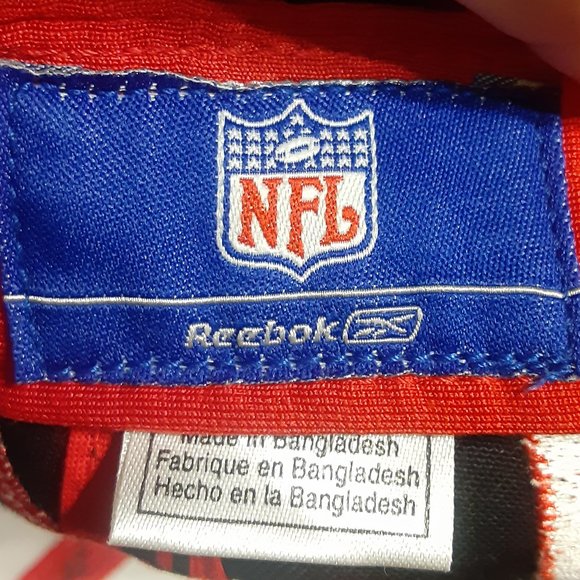 NFL
Reebok
Made in Bangladesh
Fabrique en Bangladesh
Hecho en la Bangladesh